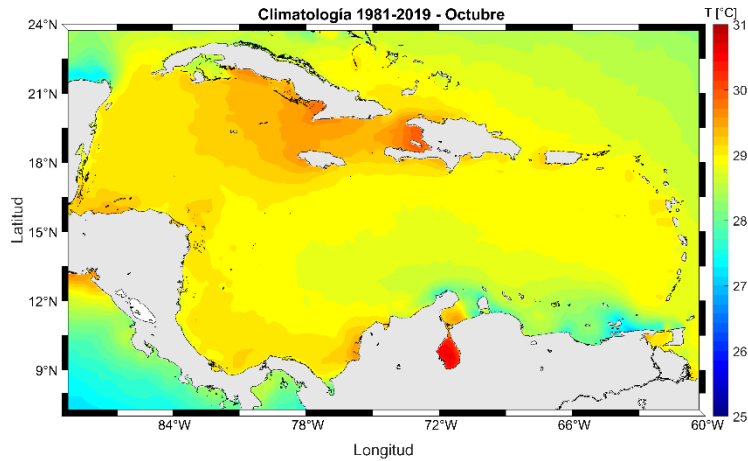 Climatología 1981-2019 - Octubre
T [°C]
24°N
21°N
18°N
15°N
12°N
9°N
Latitud
84°W
78°W
72°W
66°W
60°W
Longitud
31
30
29
28
27
26
25